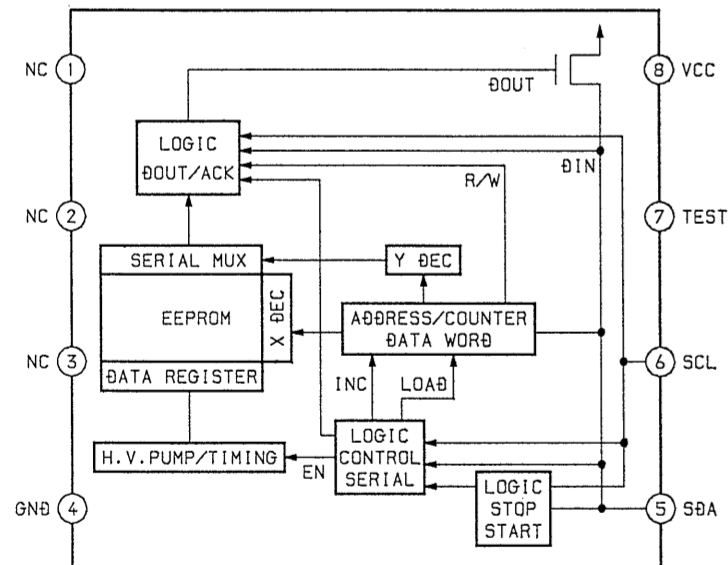 NC 1
8 VCC
DOUT
LOGIC
DOUT/ACK
DIN
R/W
NC 2
7 TEST
SERIAL MUX
Y DEC
EEPROM
X DEC
ADDRESS/COUNTER
DATA WORD
NC 3
6 SCL
DATA REGISTER
INC
LOAD
H.V.PUMP/TIMING
EN
LOGIC
CONTROL
SERIAL
LOGIC
STOP
START
GND 4
5 SDA